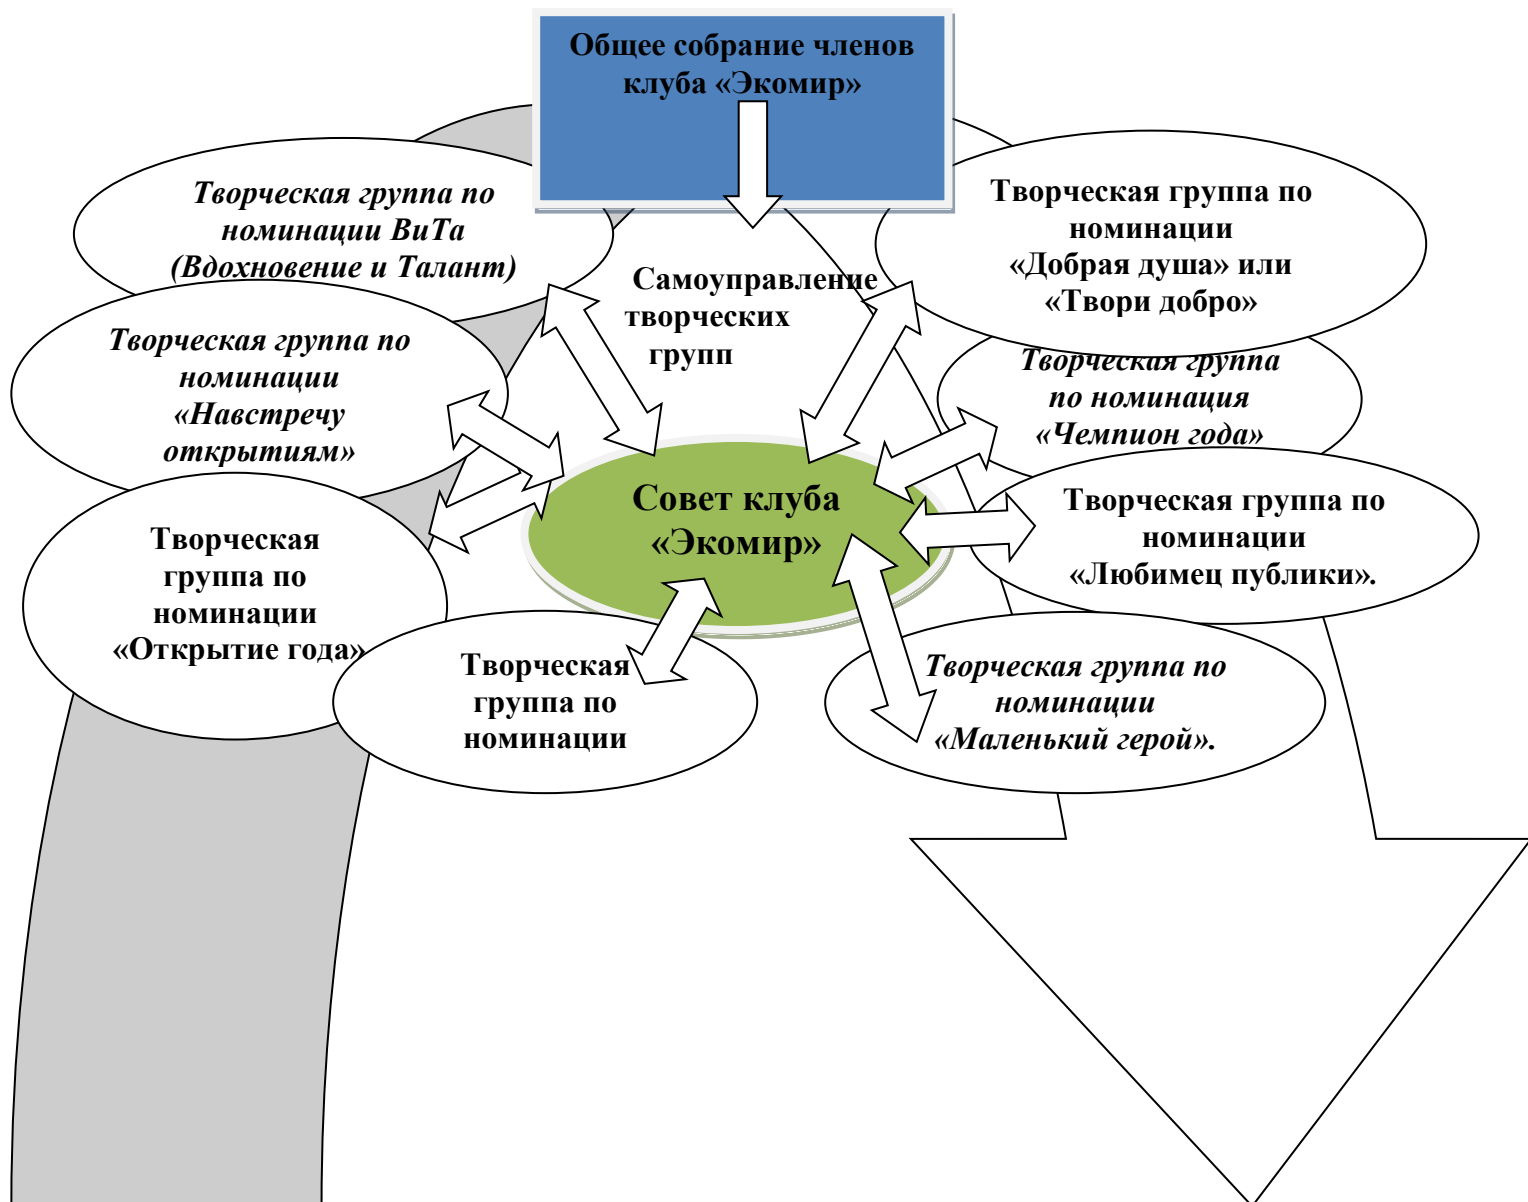 Общее собрание членов
клуба «Экомир»
Творческая группа по
номинации ВиТа
(Вдохновение и Талант)
Творческая группа по
номинации
«Добрая душа» или
«Твори добро»
Самоуправление
творческих
групп
Творческая группа по
номинации
«Навстречу
открытиям»
Творческая группа
по номинация
«Чемпион года»
Совет клуба
«Экомир»
Творческая группа по
номинации
«Любимец публики».
Творческая
группа по
номинации
«Открытие года»
Творческая
группа по
номинации
Творческая группа по
номинации
«Маленький герой».